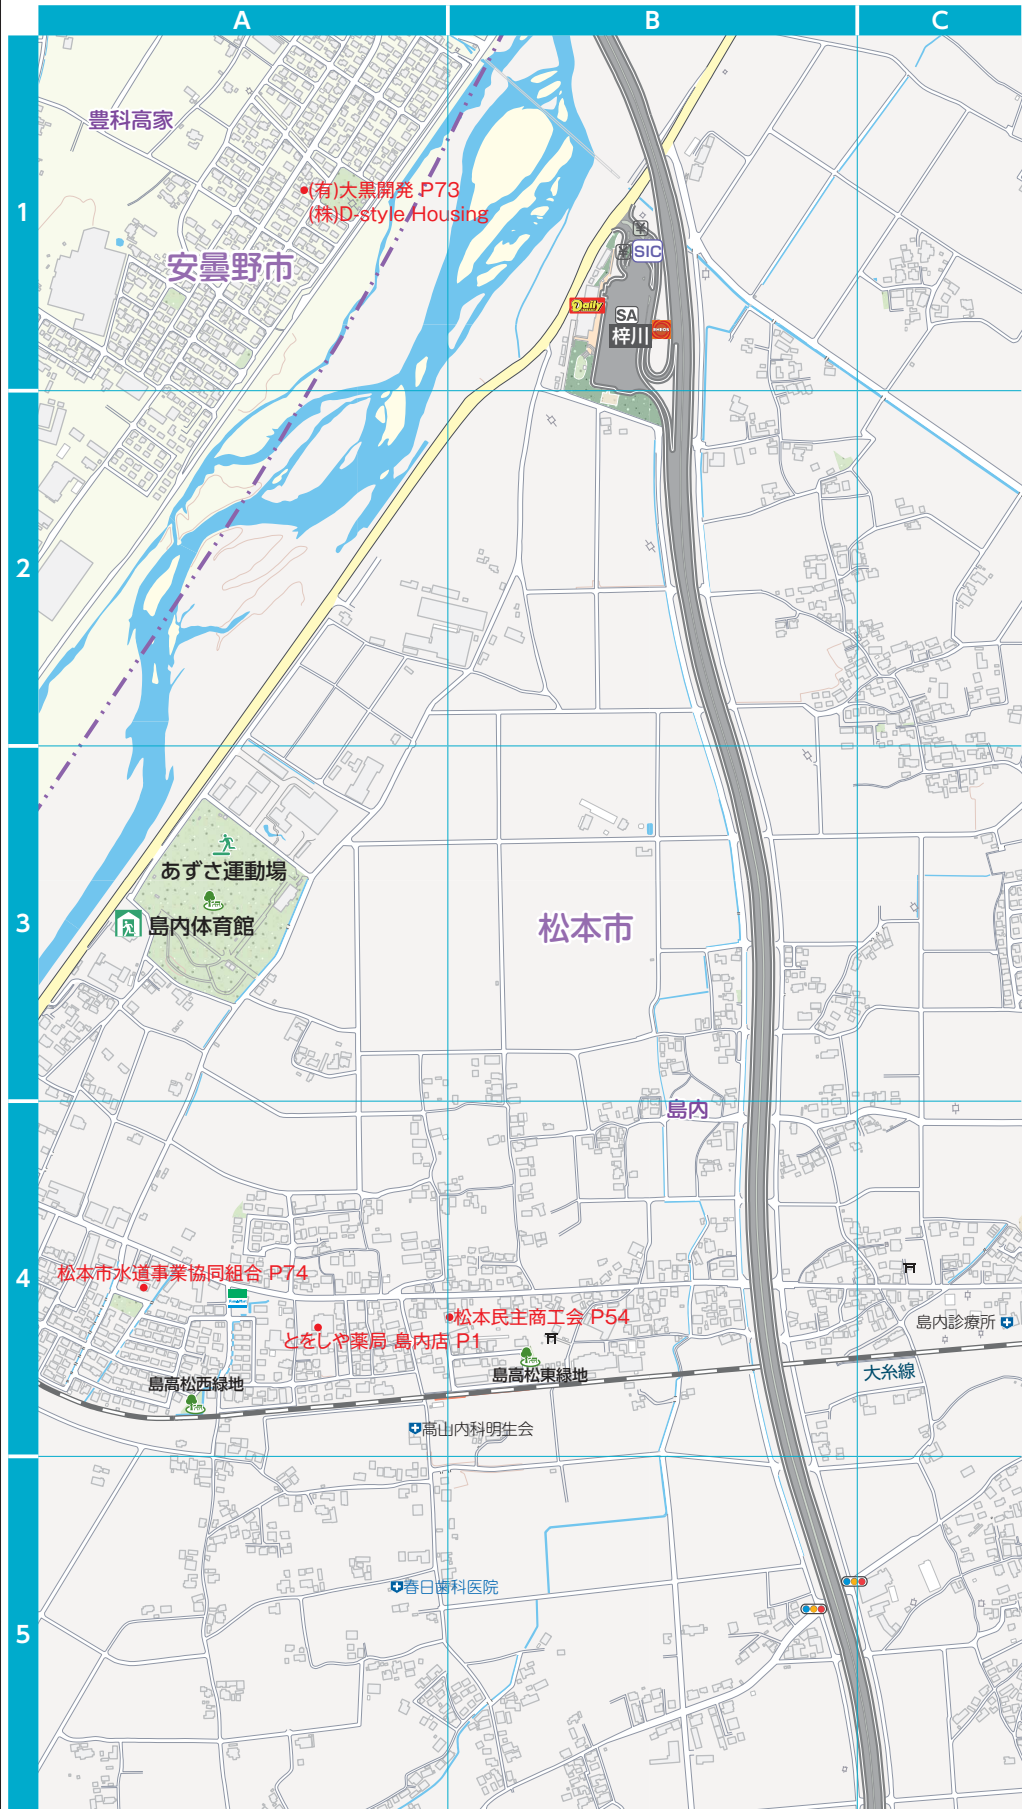 A
B
C
1
豊科高家
(有)大黒開発 P73
(株)D-style Housing
安曇野市
SIC
Daily
SA
梓川
2
3
あずさ運動場
島内体育館
松本市
島内
4
松本市水道事業協同組合 P74
松本民主商工会 P54
とをしや薬局 島内店 P1
島内診療所
大糸線
島高松東緑地
島高松西緑地
高山内科明生会
5
春日歯科医院